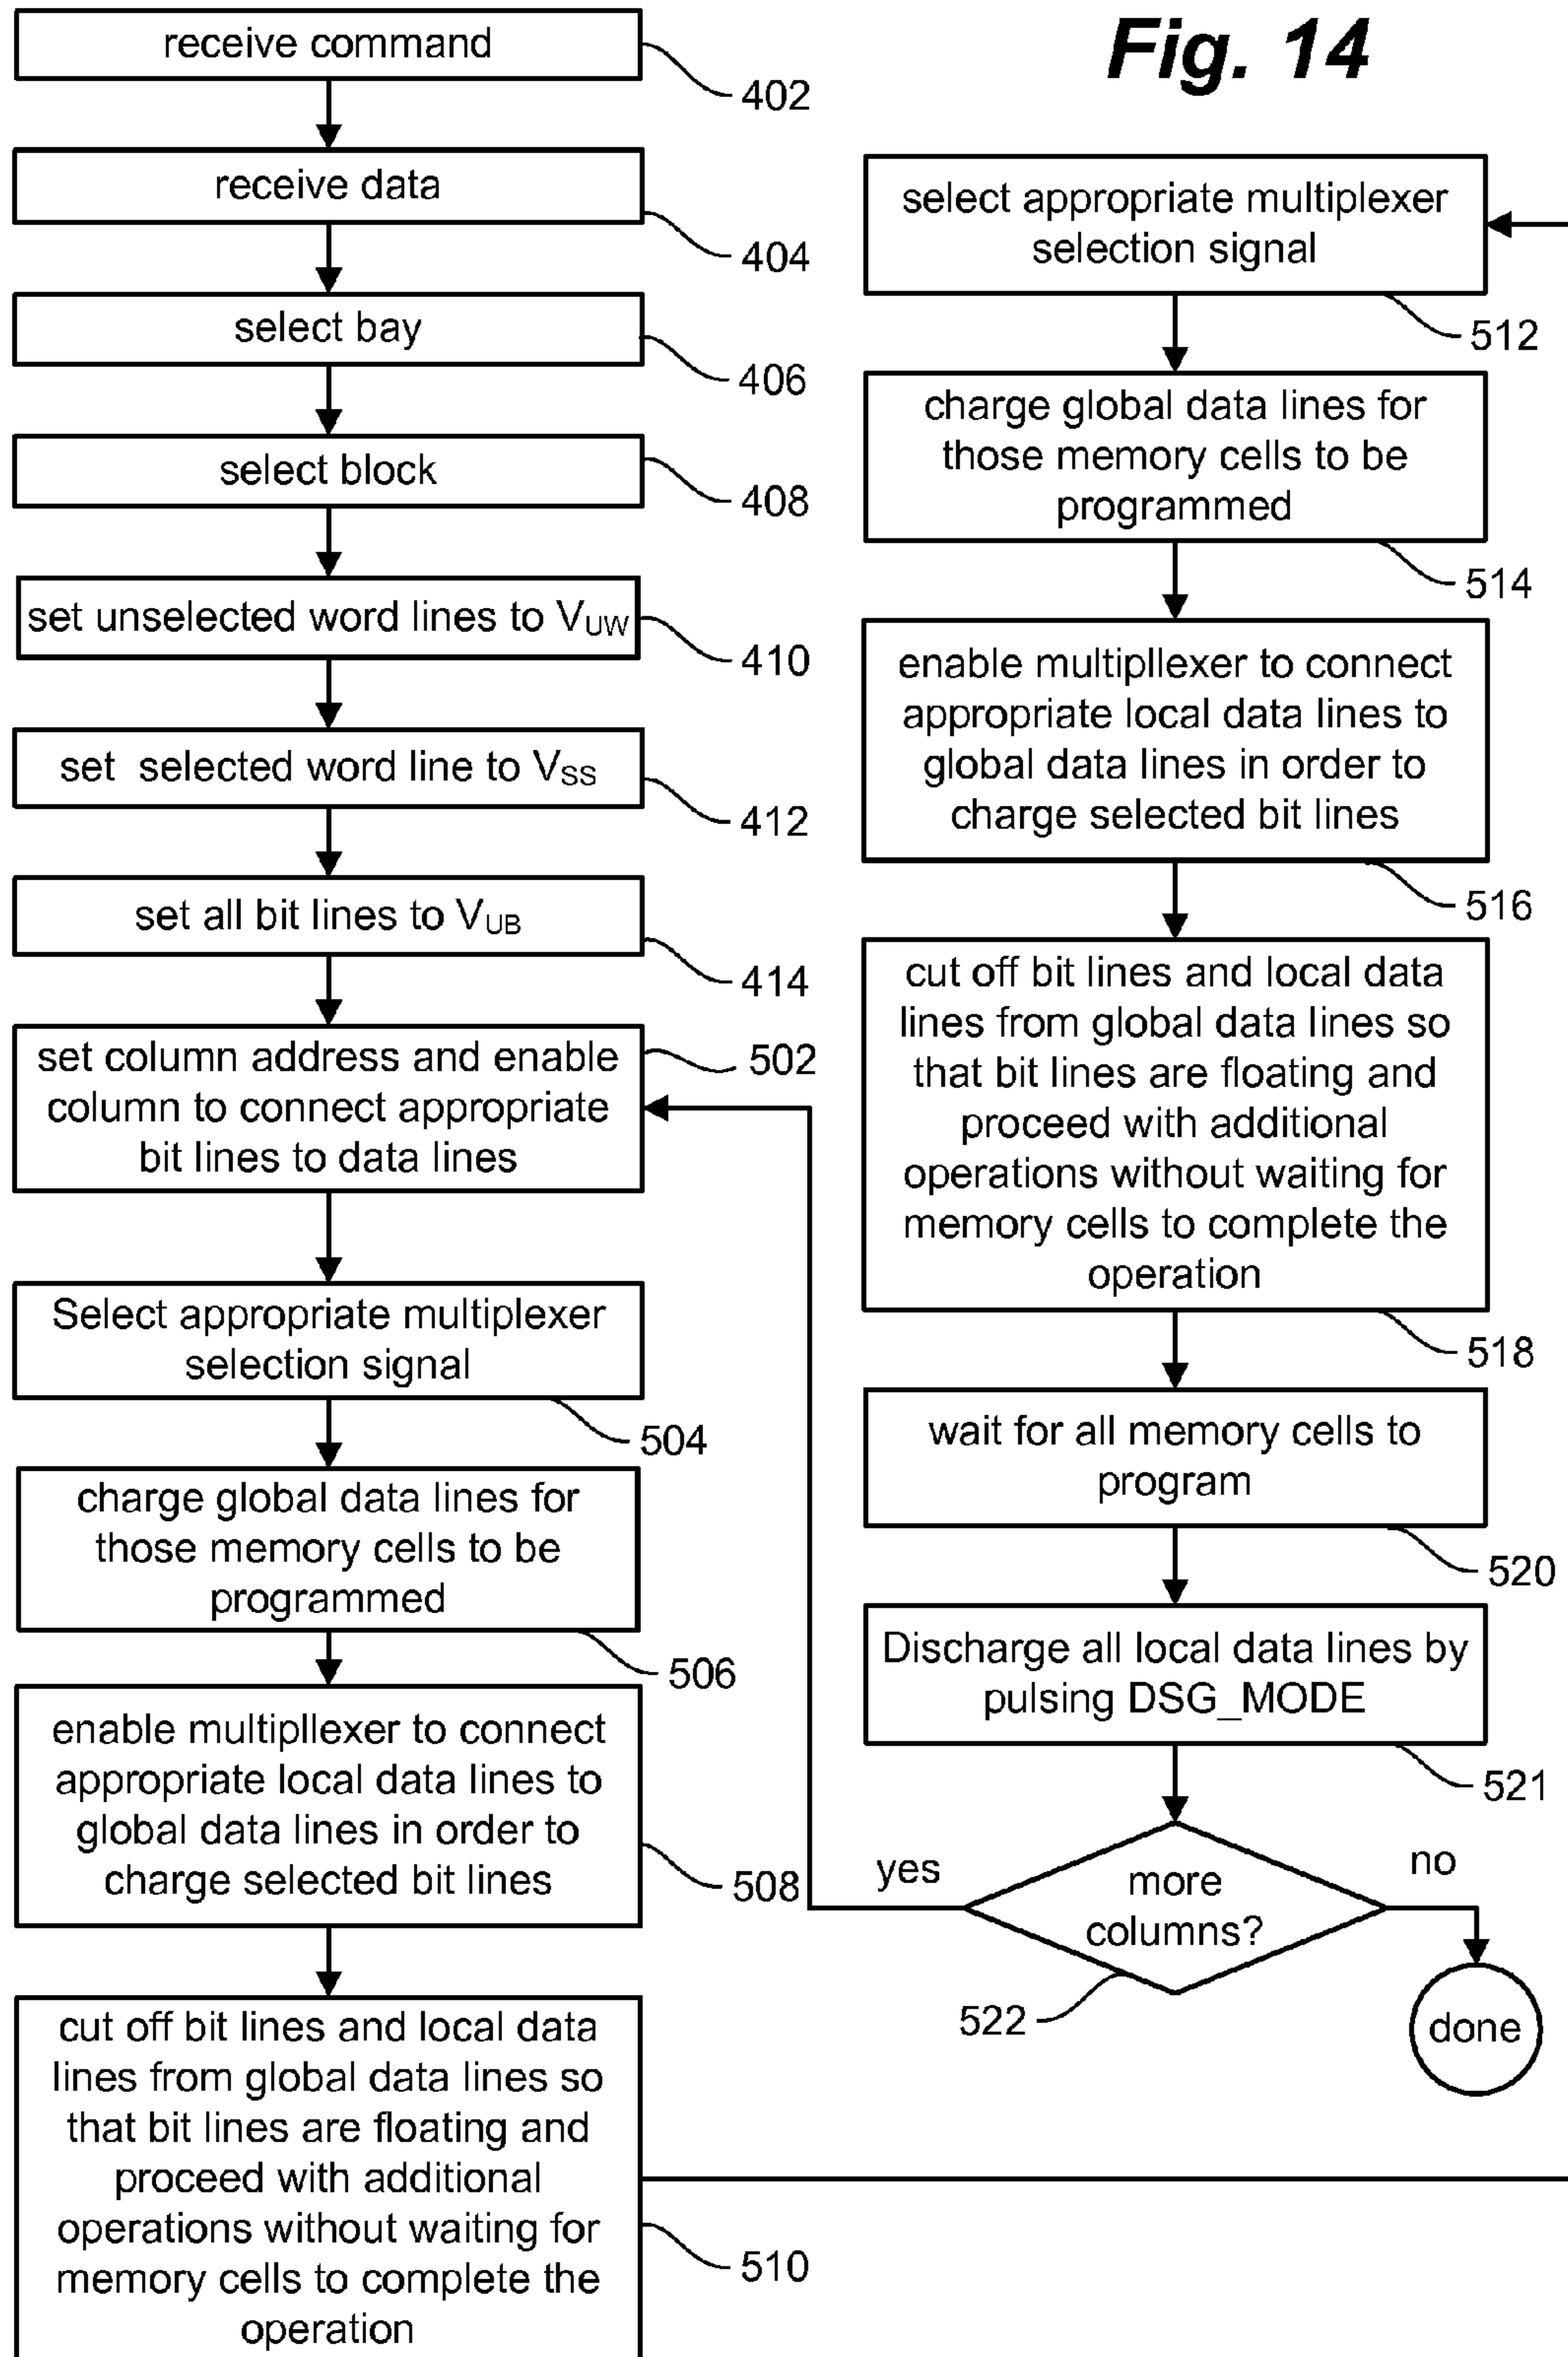 Fig. 14
receive command
402
receive data
404
select bay
406
select block
408
set unselected word lines to VUW
410
set selected word line to VSS
412
set all bit lines to VUB
414
set column address and enable
column to connect appropriate
bit lines to data lines
502
Select appropriate multiplexer
selection signal
504
charge global data lines for
those memory cells to be
programmed
506
enable multipllexer to connect
appropriate local data lines to
global data lines in order to
charge selected bit lines
508
cut off bit lines and local data
lines from global data lines so
that bit lines are floating and
proceed with additional
operations without waiting for
memory cells to complete the
operation
510
select appropriate multiplexer
selection signal
512
charge global data lines for
those memory cells to be
programmed
514
enable multipllexer to connect
appropriate local data lines to
global data lines in order to
charge selected bit lines
516
cut off bit lines and local data
lines from global data lines so
that bit lines are floating and
proceed with additional
operations without waiting for
memory cells to complete the
operation
518
wait for all memory cells to
program
520
Discharge all local data lines by
pulsing DSG_MODE
521
more
columns?
522
yes
no
done